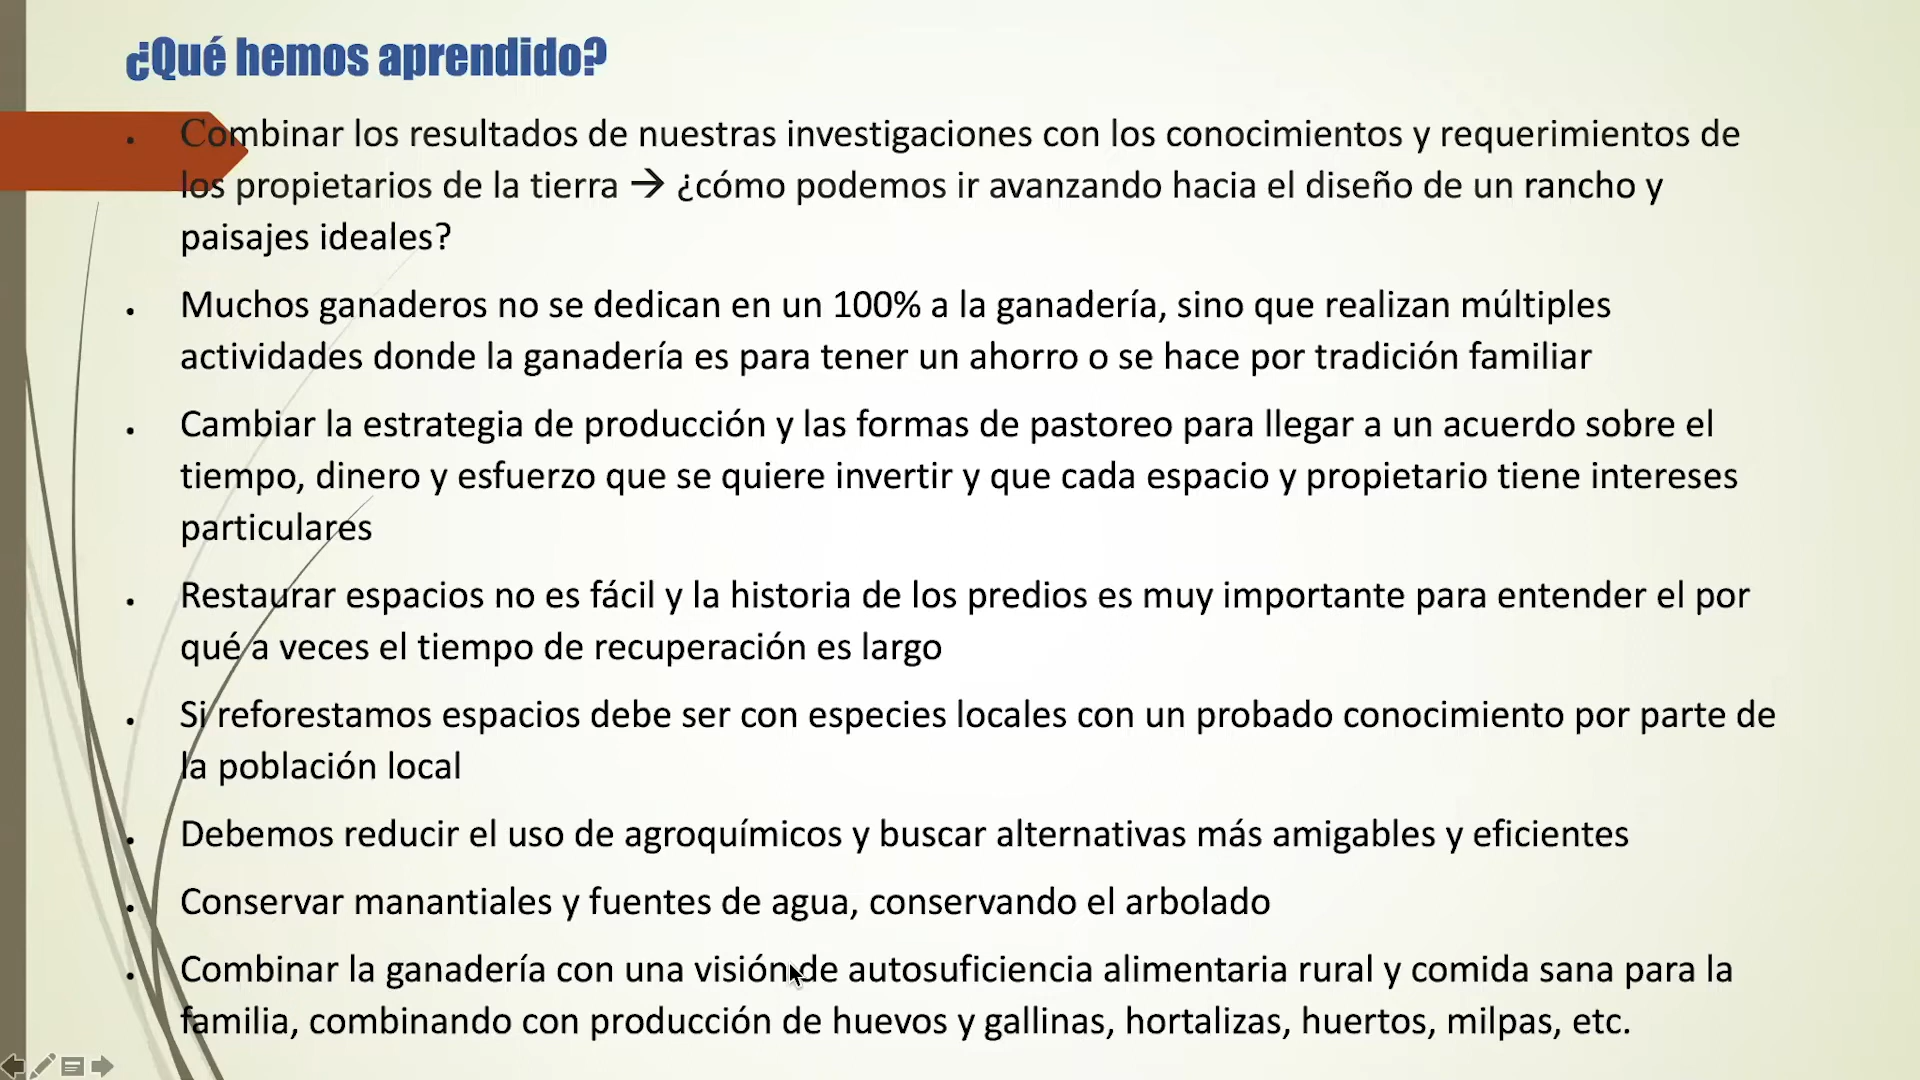 ¿Qué hemos aprendido?
• Combinar los resultados de nuestras investigaciones con los conocimientos y requerimientos de
los propietarios de la tierra → ¿cómo podemos ir avanzando hacia el diseño de un rancho y
paisajes ideales?
• Muchos ganaderos no se dedican en un 100% a la ganadería, sino que realizan múltiples
actividades donde la ganadería es para tener un ahorro o se hace por tradición familiar
• Cambiar la estrategia de producción y las formas de pastoreo para llegar a un acuerdo sobre el
tiempo, dinero y esfuerzo que se quiere invertir y que cada espacio y propietario tiene intereses
particulares
• Restaurar espacios no es fácil y la historia de los predios es muy importante para entender el por
qué a veces el tiempo de recuperación es largo
• Si reforestamos espacios debe ser con especies locales con un probado conocimiento por parte de
la población local
• Debemos reducir el uso de agroquímicos y buscar alternativas más amigables y eficientes
• Conservar manantiales y fuentes de agua, conservando el arbolado
• Combinar la ganadería con una visión de autosuficiencia alimentaria rural y comida sana para la
familia, combinando con producción de huevos y gallinas, hortalizas, huertos, milpas, etc.